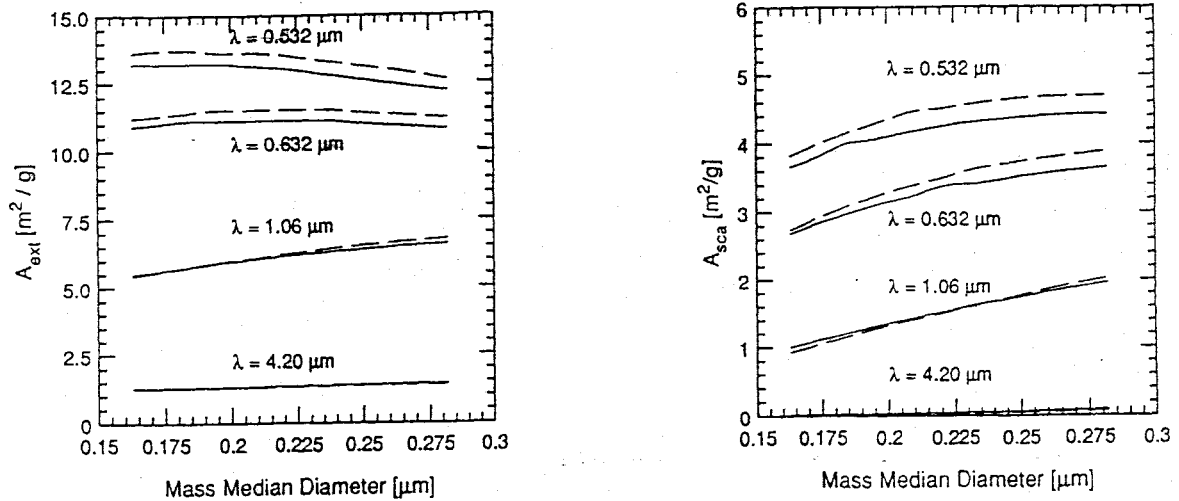 15.0
12.5
10.0
7.5
5.0
2.5
0
A_ext [m² / g]
λ = 0.532 μm
λ = 0.632 μm
λ = 1.06 μm
λ = 4.20 μm
0.15 0.175 0.2 0.225 0.25 0.275 0.3
Mass Median Diameter [μm]
6
5
4
3
2
1
0
A_sca [m²/g]
λ = 0.532 μm
λ = 0.632 μm
λ = 1.06 μm
λ = 4.20 μm
0.15 0.175 0.2 0.225 0.25 0.275 0.3
Mass Median Diameter [μm]